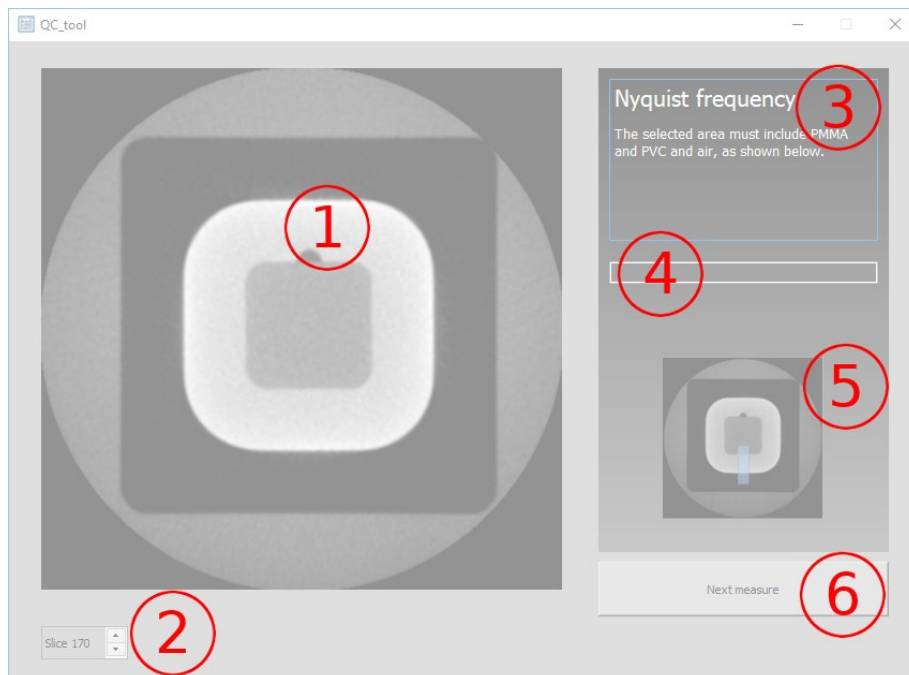 QC_tool
1
Nyquist frequency
3
The selected area must include PMMA
and PVC and air, as shown below.
4
5
Next measure
6
Slice 170
2